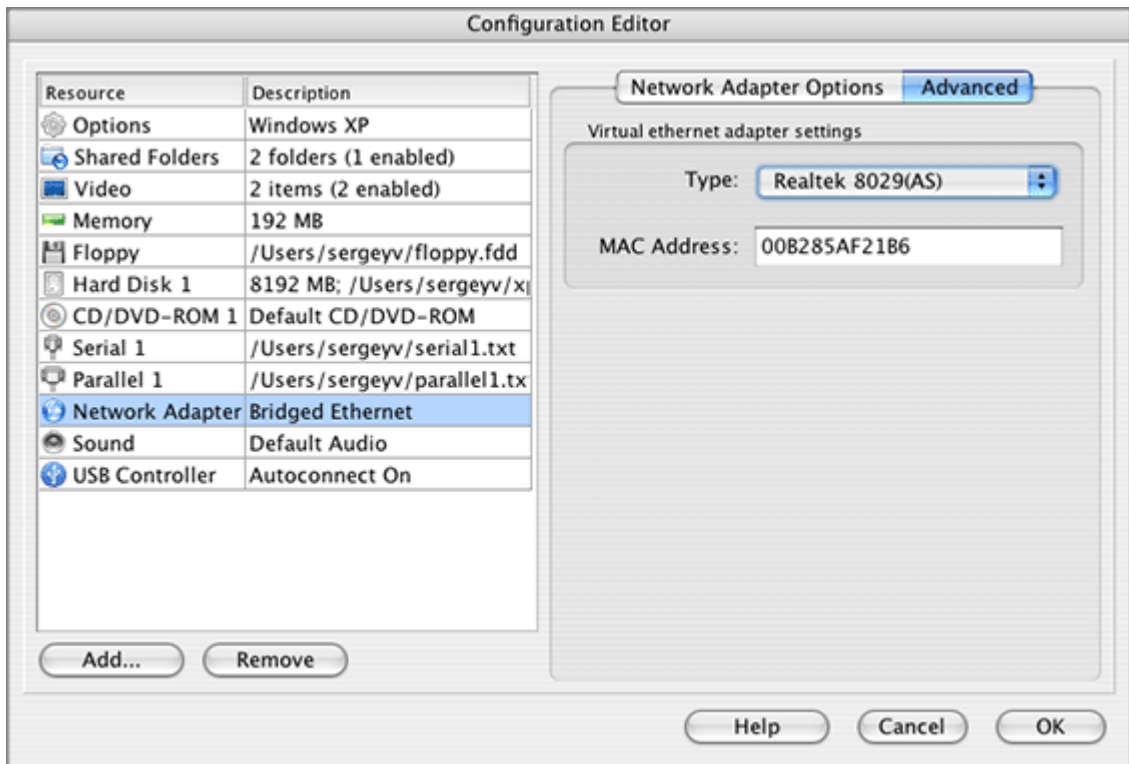 Configuration Editor
Resource Description
Options Windows XP
Shared Folders 2 folders (1 enabled)
Video 2 items (2 enabled)
Memory 192 MB
Floppy /Users/sergeyv/floppy.fdd
Hard Disk 1 8192 MB; /Users/sergeyv/x
CD/DVD-ROM 1 Default CD/DVD-ROM
Serial 1 /Users/sergeyv/serial1.txt
Parallel 1 /Users/sergeyv/parallel1.tx
Network Adapter Bridged Ethernet
Sound Default Audio
USB Controller Autoconnect On
Add... Remove
Network Adapter Options Advanced
Virtual ethernet adapter settings
Type: Realtek 8029(AS)
MAC Address: 00B285AF21B6
Help Cancel OK